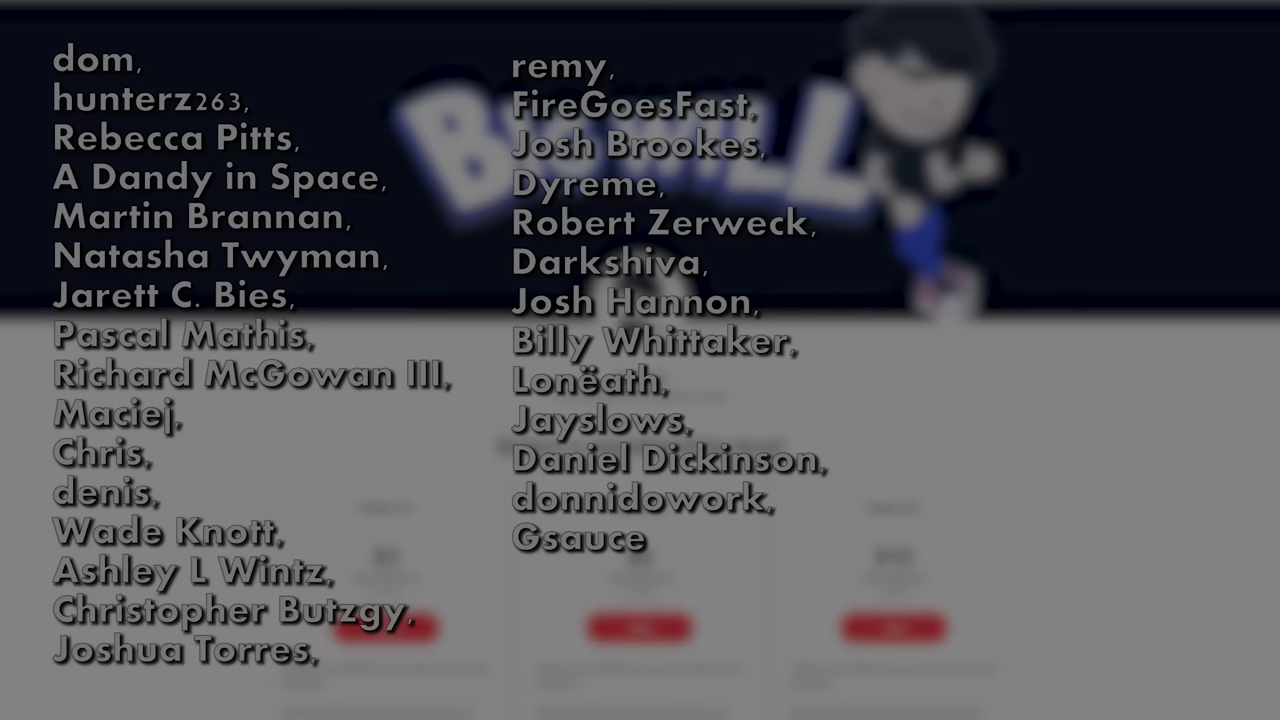 dom,
hunterz263,
Rebecca Pitts,
A Dandy in Space,
Martin Brannan,
Natasha Twyman,
Jarett C. Bies,
Pascal Mathis,
Richard McGowan III,
Maciej,
Chris,
denis,
Wade Knott,
Ashley L Wintz,
Christopher Butzgy,
Joshua Torres,
remy,
FireGoesFast,
Josh Brookes,
Dyreme,
Robert Zerweck,
Darkshiva,
Josh Hannon,
Billy Whittaker,
Lonëath,
Jayslows,
Daniel Dickinson,
donnidowork,
Gsauce